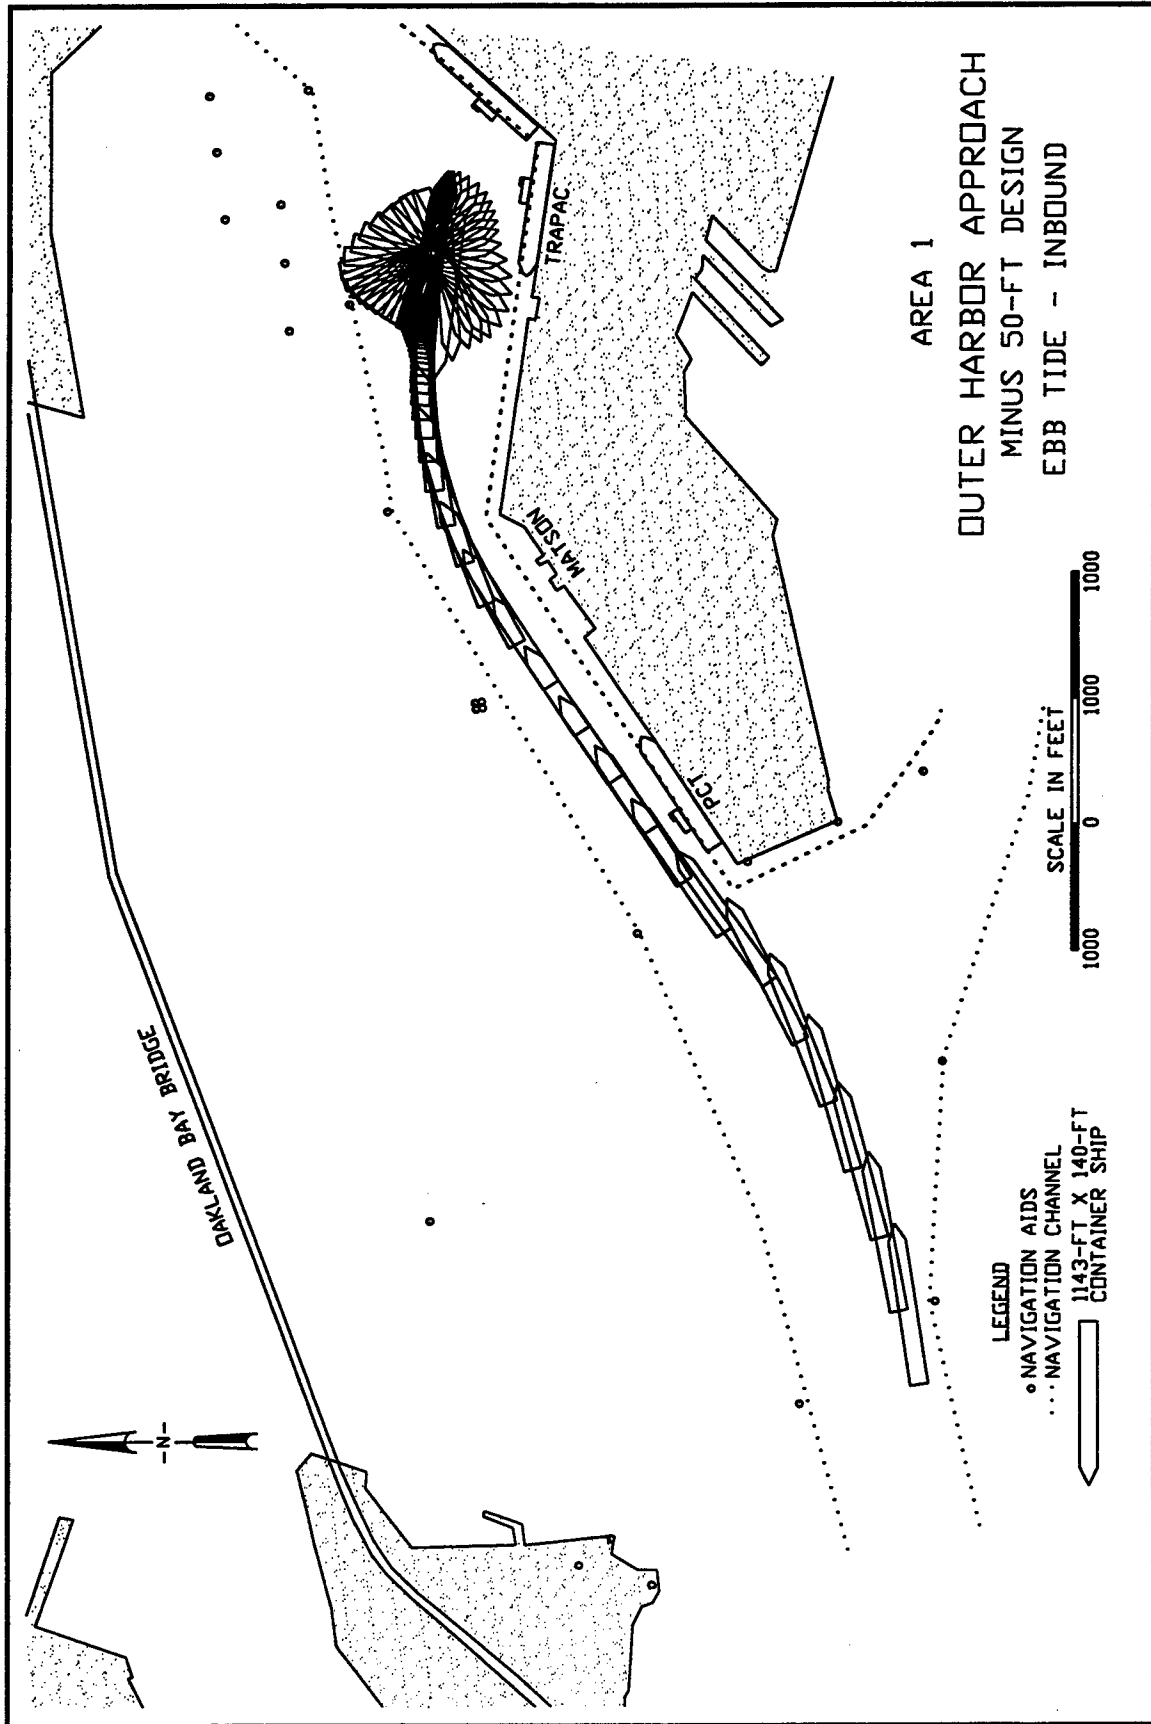 AREA 1
OUTER HARBOR APPROACH
MINUS 50-FT DESIGN
EBB TIDE - INBOUND
OAKLAND BAY BRIDGE
-N-
TRAPAC
MATSON
PCT
LEGEND
NAVIGATION AIDS
NAVIGATION CHANNEL
1143-FT X 140-FT
CONTAINER SHIP
SCALE IN FEET
1000 0 1000 1000